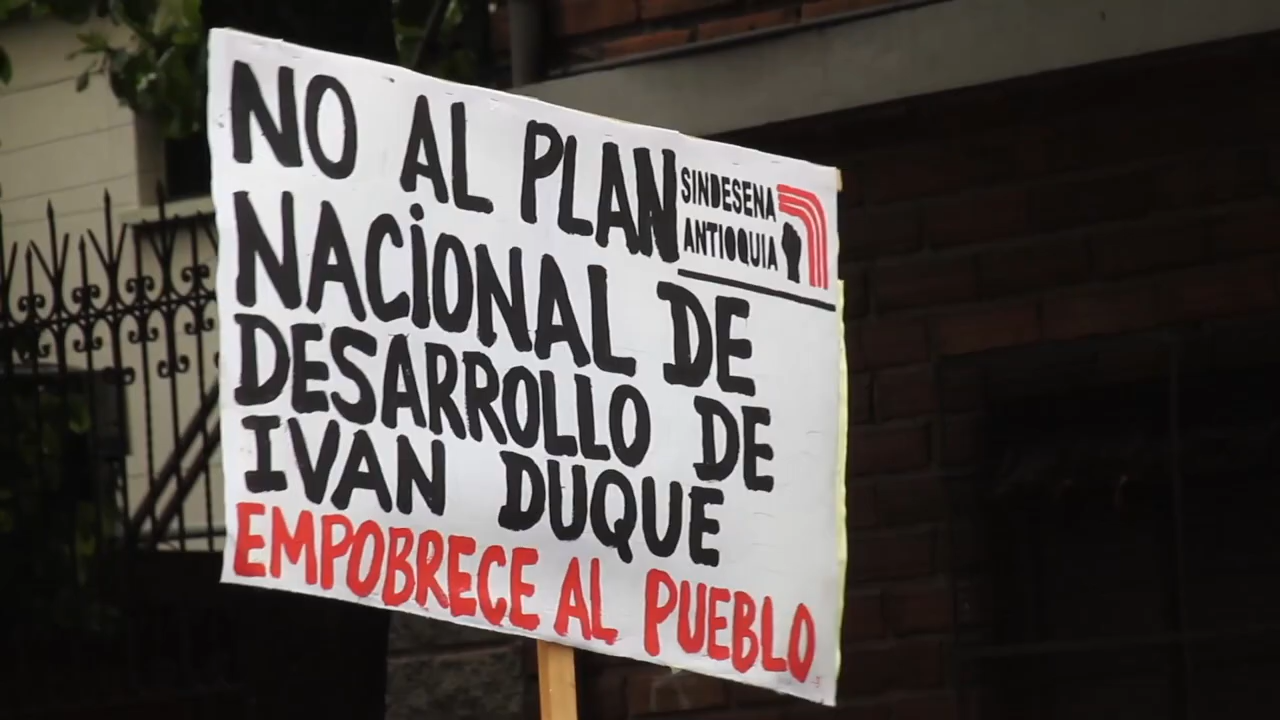 NO AL PLAN
SINDESENA
ANTIOQUIA
NACiONAL DE
DESARROLLO DE
IVAN DUQUE
EMPOBRECE AL PUEBLO